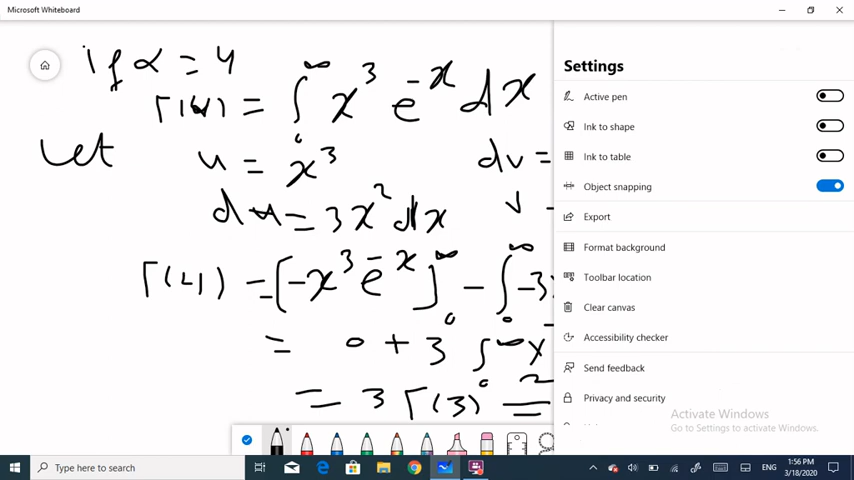 Microsoft Whiteboard
if α = 4
Γ(4) = ∫₀^∞ x³ e^-x dx
Let u = x³ dv =
du = 3x² dx v
Γ(4) = [-x³ e^-x]₀^∞ - ∫₀^∞ -3x
= 0 + 3 ∫₀^∞ x
= 3 Γ(3) =
Settings
Active pen
Ink to shape
Ink to table
Object snapping
Export
Format background
Toolbar location
Clear canvas
Accessibility checker
Send feedback
Privacy and security
Activate Windows
Go to Settings to activate Windows.
Type here to search
ENG
1:56 PM
3/18/2020